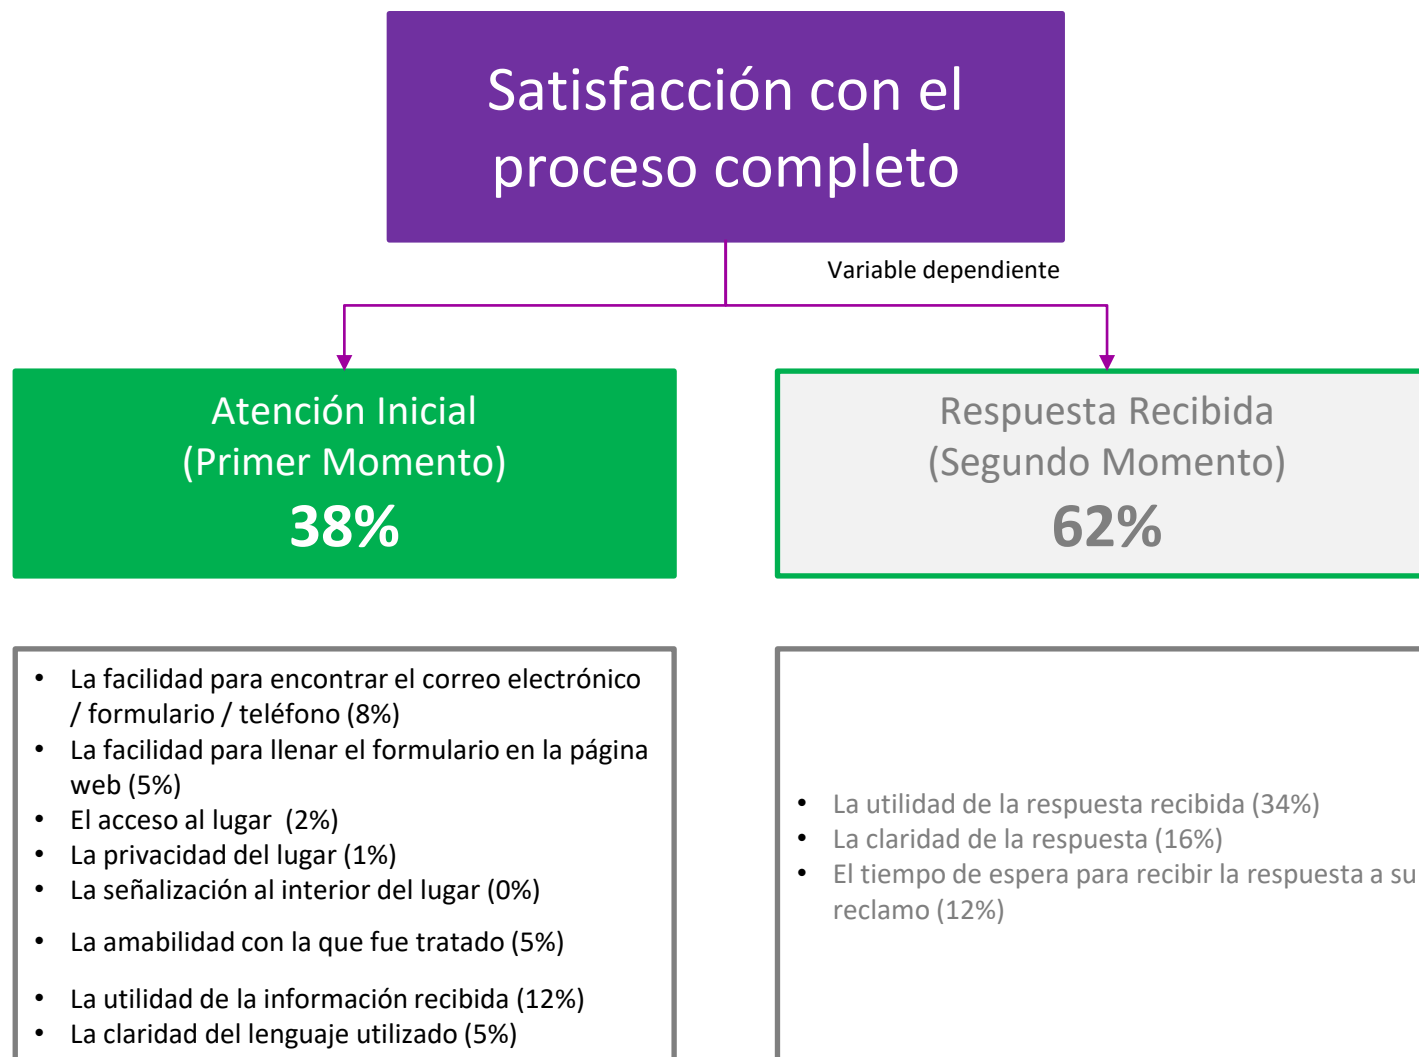 Satisfacción con el
proceso completo
Variable dependiente
Atención Inicial
(Primer Momento)
38%
Respuesta Recibida
(Segundo Momento)
62%
• La facilidad para encontrar el correo electrónico
/ formulario / teléfono (8%)
• La facilidad para llenar el formulario en la página
web (5%)
• El acceso al lugar (2%)
• La privacidad del lugar (1%)
• La señalización al interior del lugar (0%)
• La amabilidad con la que fue tratado (5%)
• La utilidad de la información recibida (12%)
• La claridad del lenguaje utilizado (5%)
• La utilidad de la respuesta recibida (34%)
• La claridad de la respuesta (16%)
• El tiempo de espera para recibir la respuesta a su
reclamo (12%)